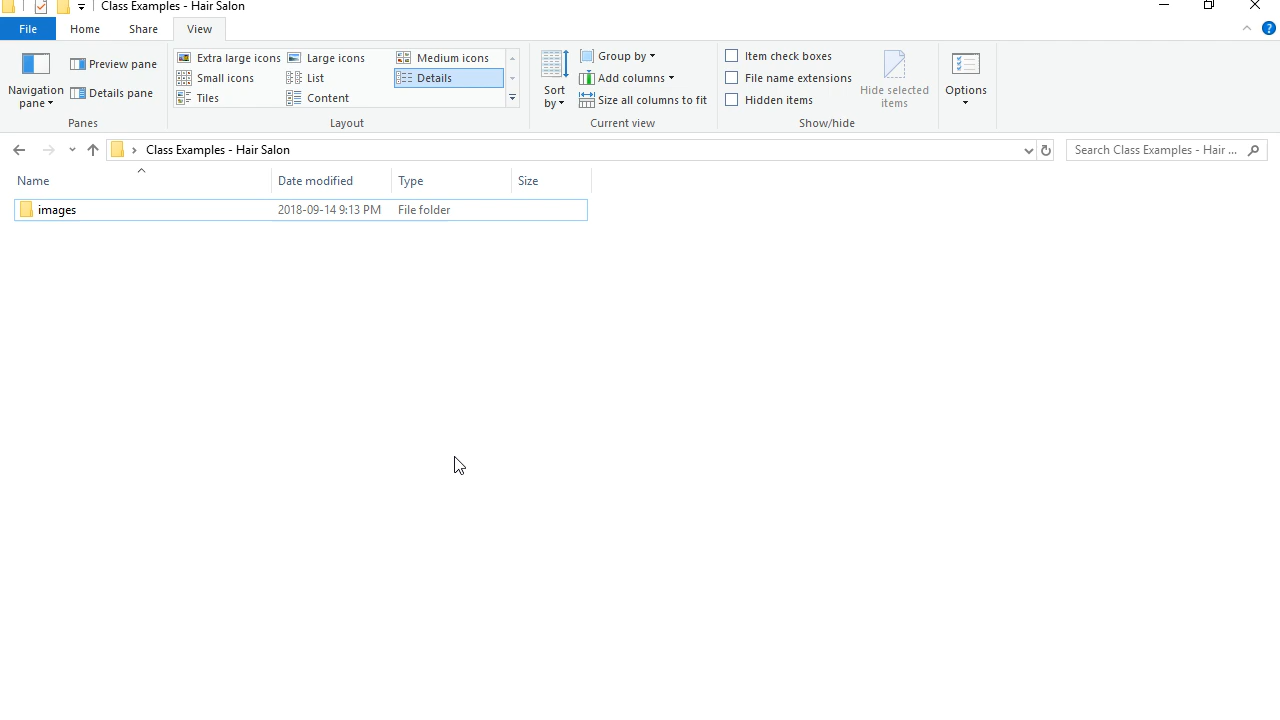 Class Examples - Hair Salon
File Home Share View
Navigation pane
Preview pane
Details pane
Panes
Extra large icons Large icons Medium icons
Small icons List Details
Tiles Content
Layout
Sort by
Group by
Add columns
Size all columns to fit
Current view
Item check boxes
File name extensions
Hidden items
Hide selected items
Show/hide
Options
Class Examples - Hair Salon
Search Class Examples - Hair ...
Name Date modified Type Size
images 2018-09-14 9:13 PM File folder